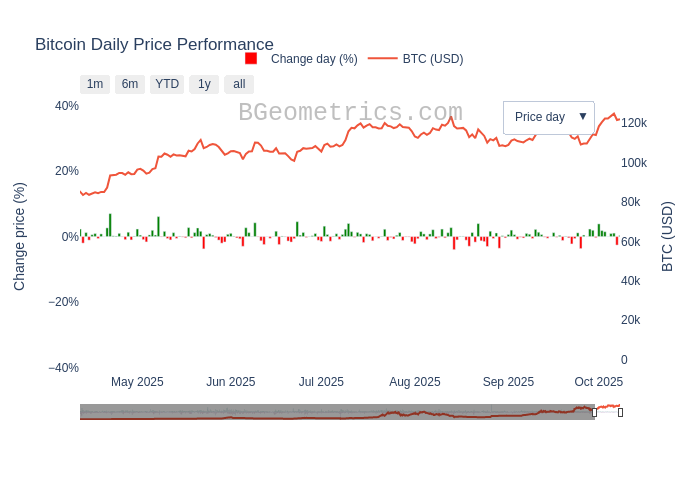 Bitcoin Daily Price Performance
Change day (%) BTC (USD)
1m 6m YTD 1y all
BGeometrics.com
Price day ▼
40%
20%
0%
−20%
−40%
Change price (%)
120k
100k
80k
60k
40k
20k
0
BTC (USD)
May 2025 Jun 2025 Jul 2025 Aug 2025 Sep 2025 Oct 2025